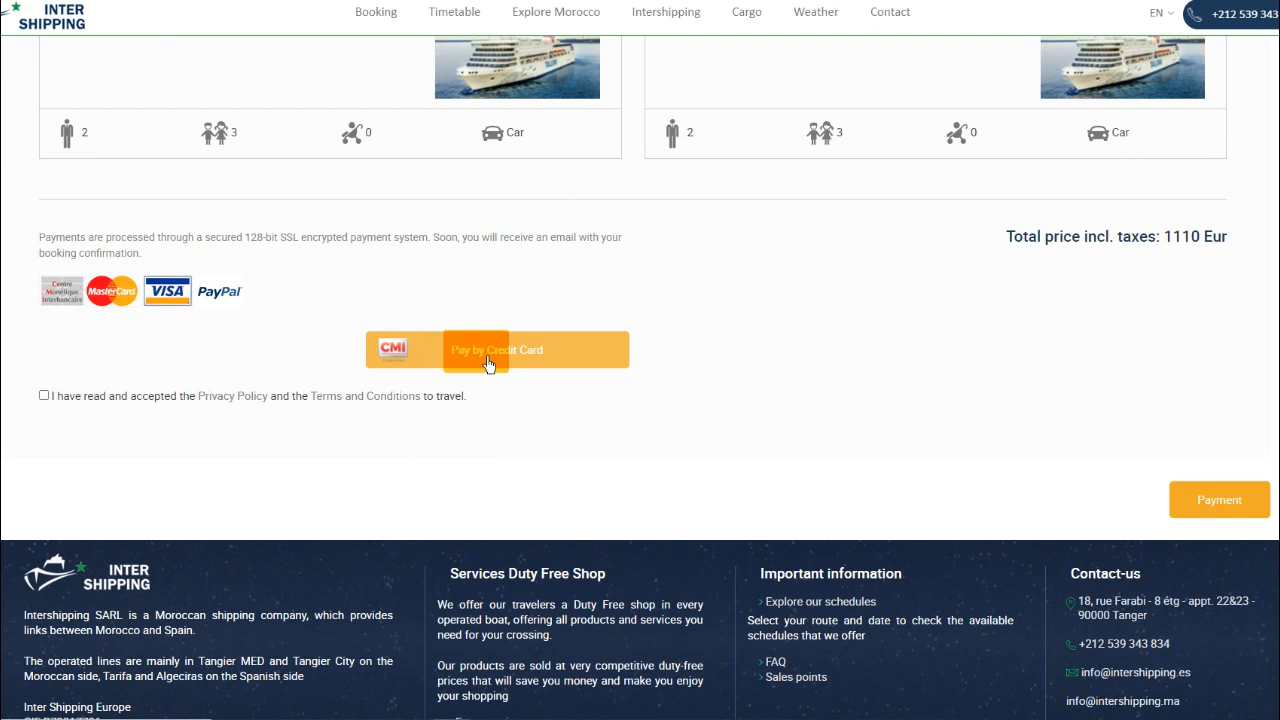 INTER
SHIPPING
Booking
Timetable
Explore Morocco
Intershipping
Cargo
Weather
Contact
EN
+212 539 343
2
3
0
Car
2
3
0
Car
Payments are processed through a secured 128-bit SSL encrypted payment system. Soon, you will receive an email with your
booking confirmation.
Total price incl. taxes: 1110 Eur
Centre
Monétique
Interbancaire
MasterCard
VISA
PayPal
CMI
Pay by Credit Card
I have read and accepted the Privacy Policy and the Terms and Conditions to travel.
Payment
INTER
SHIPPING
Intershipping SARL is a Moroccan shipping company, which provides
links between Morocco and Spain.
The operated lines are mainly in Tangier MED and Tangier City on the
Moroccan side, Tarifa and Algeciras on the Spanish side
Inter Shipping Europe
Services Duty Free Shop
We offer our travelers a Duty Free shop in every
operated boat, offering all products and services you
need for your crossing.
Our products are sold at very competitive duty-free
prices that will save you money and make you enjoy
your shopping
Important information
Explore our schedules
Select your route and date to check the available
schedules that we offer
FAQ
Sales points
Contact-us
18, rue Farabi - 8 étg - appt. 22&23 -
90000 Tanger
+212 539 343 834
info@intershipping.es
info@intershipping.ma